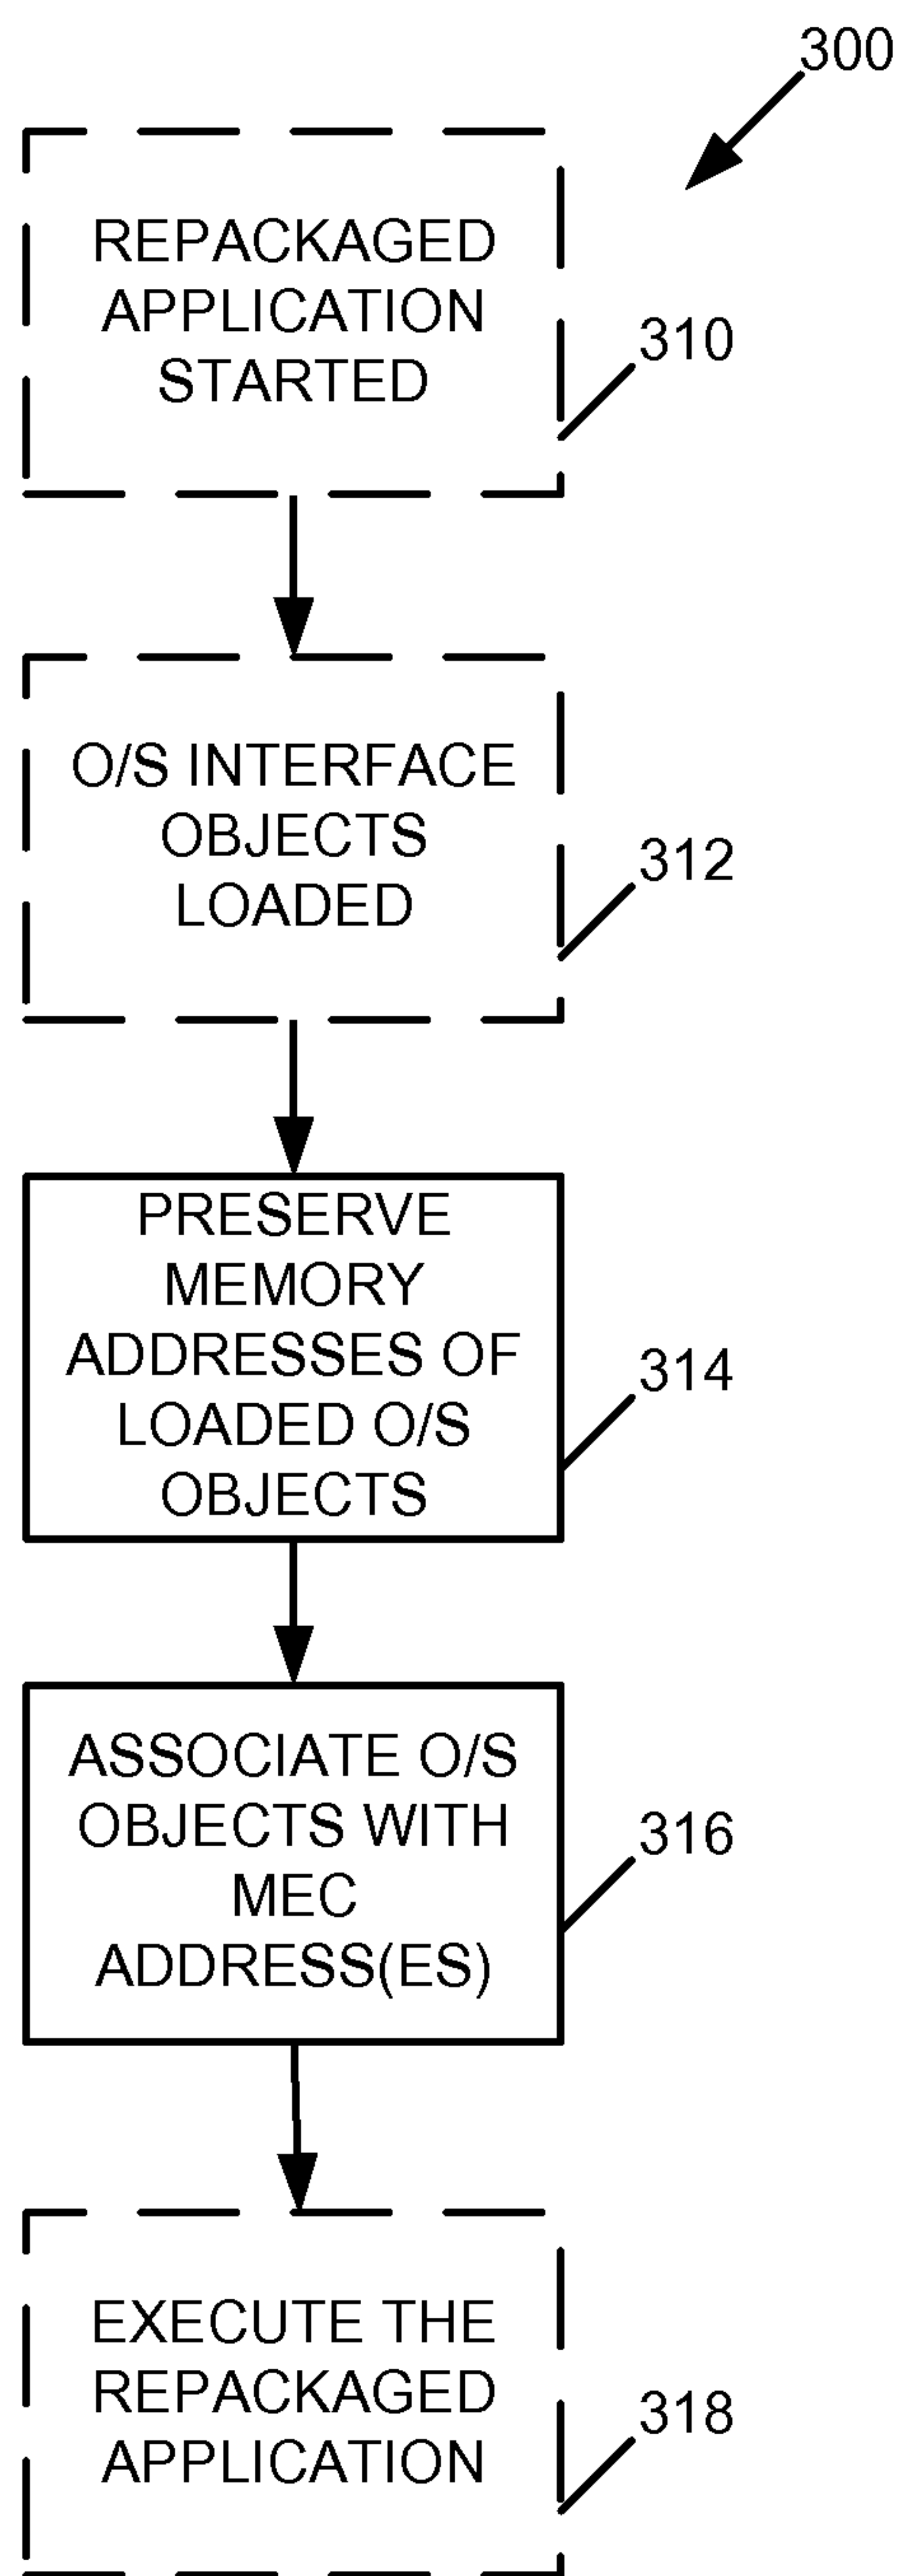 300
REPACKAGED
APPLICATION
STARTED
310
O/S INTERFACE
OBJECTS
LOADED
312
PRESERVE
MEMORY
ADDRESSES OF
LOADED O/S
OBJECTS
314
ASSOCIATE O/S
OBJECTS WITH
MEC
ADDRESS(ES)
316
EXECUTE THE
REPACKAGED
APPLICATION
318